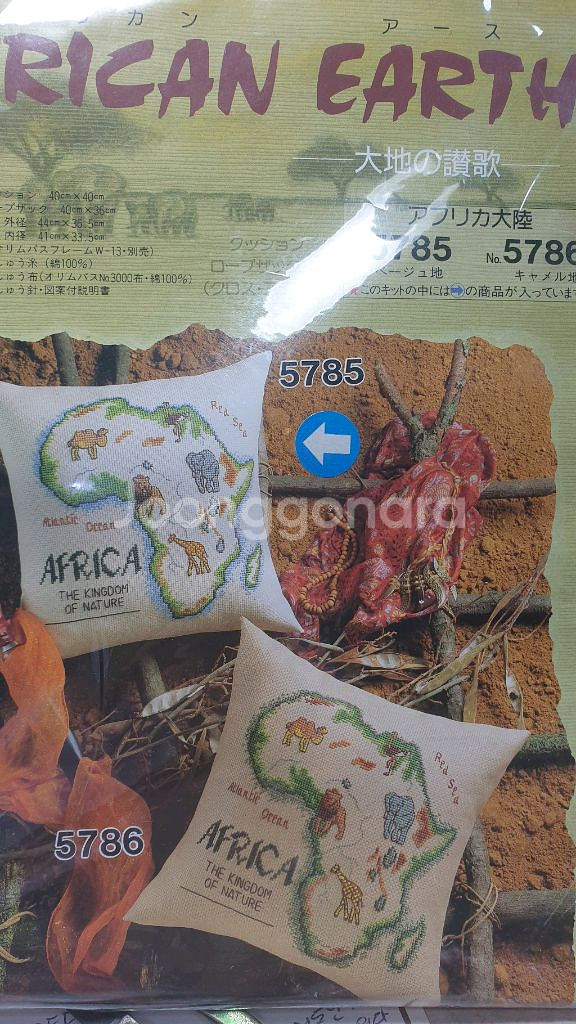 リカン アース
RICAN EARTH
大地の讃歌
ション 40cm×40cm
プザック 40cm×36cm
外径 44cm×36.5cm
内径 41cm×33.5cm
オリムパスフレームW-13・別売)
しゅう糸 (綿100%)
しゅう布(オリムパスNo.3000布・綿100%)
しゅう針・図案付説明書
アフリカ大陸
クッション
785 No.5786
ージュ地 キャメル地
このキットの中には➡の商品が入っています
5785
Red Sea
Atlantic Ocean
AFRICA
THE KINGDOM
OF NATURE
Joonggonara
5786
Red Sea
Atlantic Ocean
AFRICA
THE KINGDOM
OF NATURE